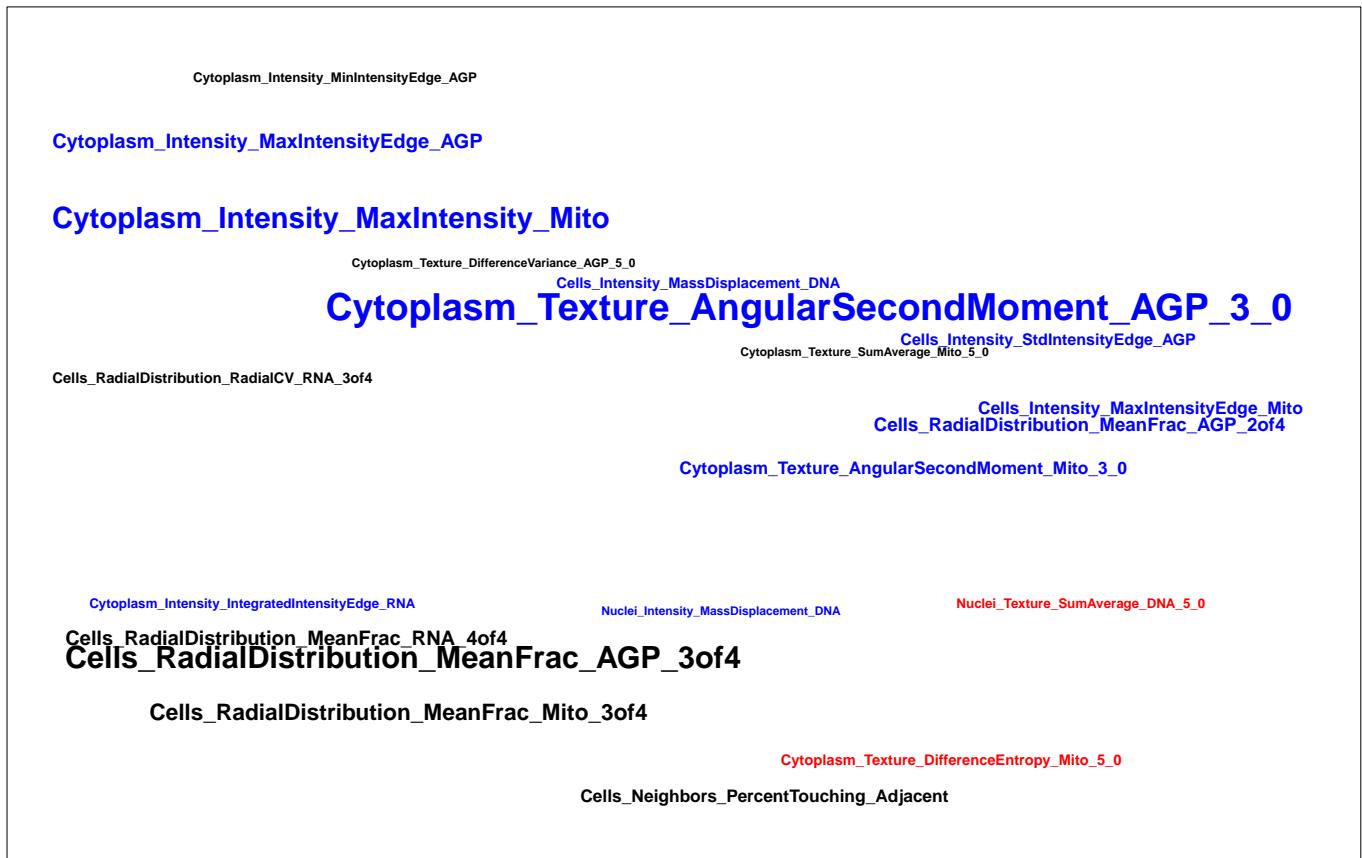 Cytoplasm_Intensity_MinIntensityEdge_AGP
Cytoplasm_Intensity_MaxIntensityEdge_AGP
Cytoplasm_Intensity_MaxIntensity_Mito
Cytoplasm_Texture_DifferenceVariance_AGP_5_0
Cells_Intensity_MassDisplacement_DNA
Cytoplasm_Texture_AngularSecondMoment_AGP_3_0
Cells_Intensity_StdIntensityEdge_AGP
Cytoplasm_Texture_SumAverage_Mito_5_0
Cells_RadialDistribution_RadialCV_RNA_3of4
Cells_Intensity_MaxIntensityEdge_Mito
Cells_RadialDistribution_MeanFrac_AGP_2of4
Cytoplasm_Texture_AngularSecondMoment_Mito_3_0
Cytoplasm_Intensity_IntegratedIntensityEdge_RNA
Nuclei_Texture_SumAverage_DNA_5_0
Nuclei_Intensity_MassDisplacement_DNA
Cells_RadialDistribution_MeanFrac_RNA_4of4
Cells_RadialDistribution_MeanFrac_AGP_3of4
Cells_RadialDistribution_MeanFrac_Mito_3of4
Cytoplasm_Texture_DifferenceEntropy_Mito_5_0
Cells_Neighbors_PercentTouching_Adjacent